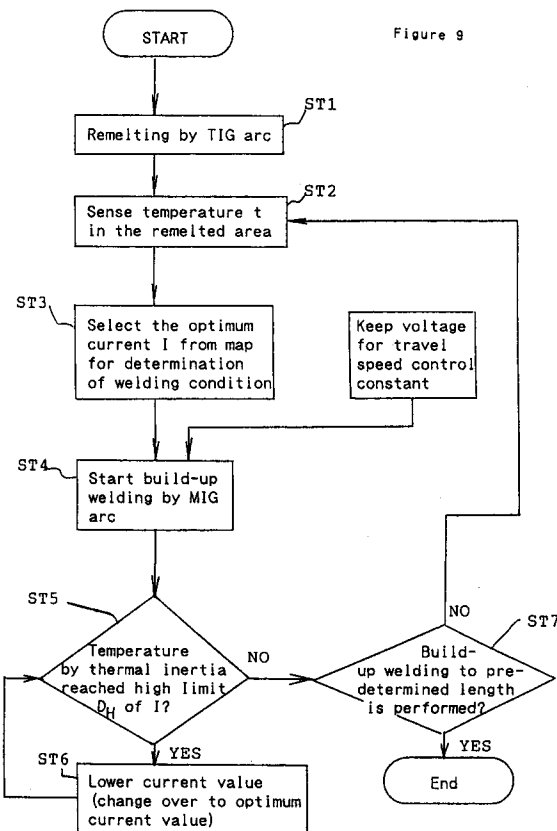 Figure 9
START
ST1
Remelting by TIG arc
ST2
Sense temperature t
in the remelted area
ST3
Select the optimum
current I from map
for determination
of welding condition
Keep voltage
for travel
speed control
constant
ST4
Start build-up
welding by MIG
arc
ST5
Temperature
by thermal inertia
reached high limit
DH of I?
NO
YES
ST6
Lower current value
(change over to optimum
current value)
NO
ST7
Build-
up welding to pre-
determined length
is performed?
YES
End